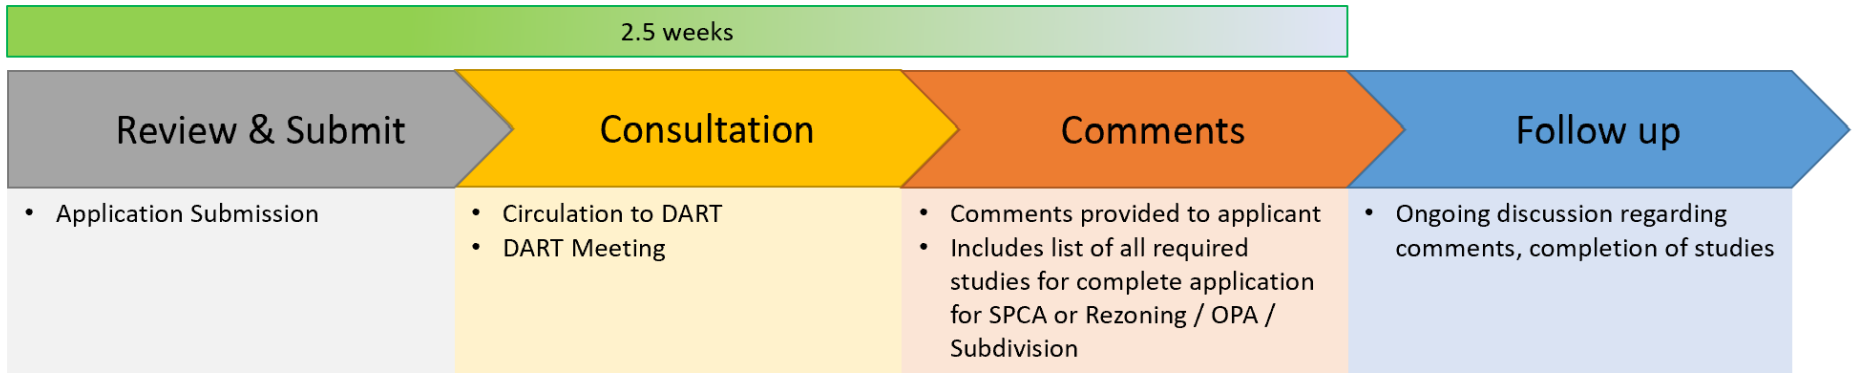 2.5 weeks
Review & Submit
Consultation
Comments
Follow up
• Application Submission
• Circulation to DART
• DART Meeting
• Comments provided to applicant
• Includes list of all required
studies for complete application
for SPCA or Rezoning / OPA /
Subdivision
• Ongoing discussion regarding
comments, completion of studies